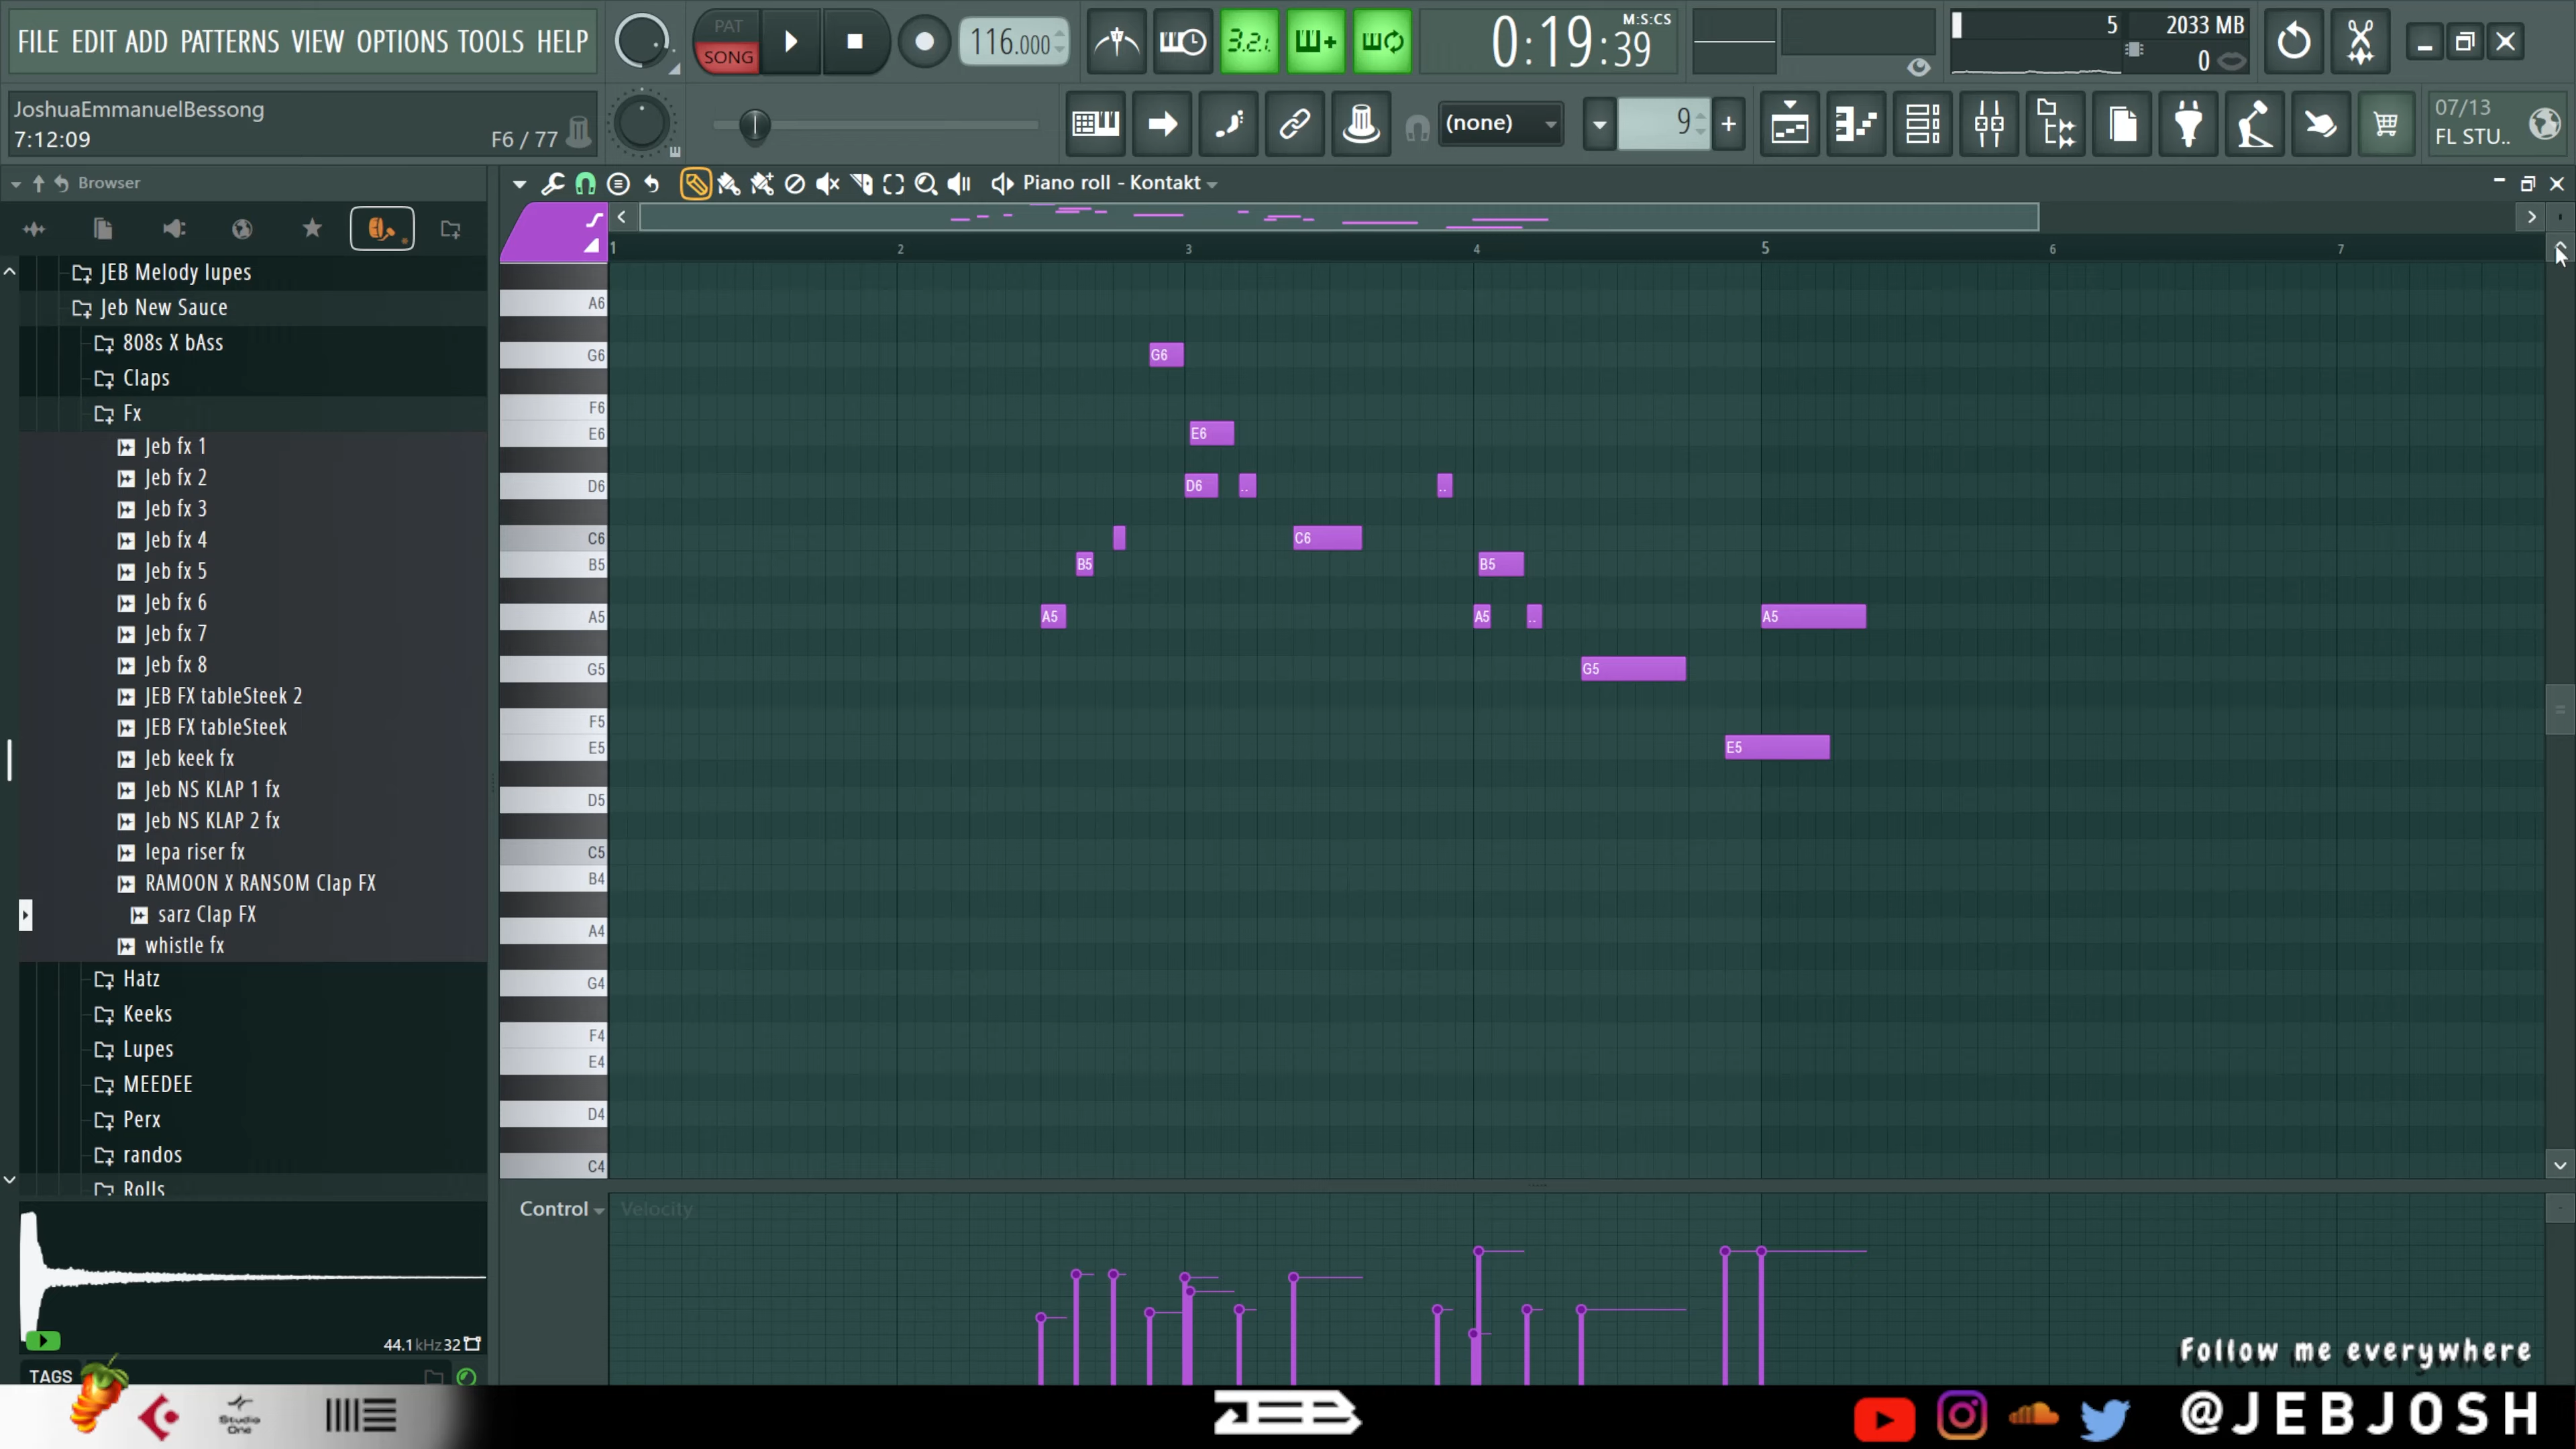 FILE EDIT ADD PATTERNS VIEW OPTIONS TOOLS HELP
PAT
SONG
116.000
3.2.1
M:S:CS
0:19:39
5
2033 MB
0
JoshuaEmmanuelBessong
7:12:09
F6 / 77
(none)
9
07/13
FL STU..
Browser
Piano roll - Kontakt
JEB Melody lupes
Jeb New Sauce
808s X bAss
Claps
Fx
Jeb fx 1
Jeb fx 2
Jeb fx 3
Jeb fx 4
Jeb fx 5
Jeb fx 6
Jeb fx 7
Jeb fx 8
JEB FX tableSteek 2
JEB FX tableSteek
Jeb keek fx
Jeb NS KLAP 1 fx
Jeb NS KLAP 2 fx
lepa riser fx
RAMOON X RANSOM Clap FX
sarz Clap FX
whistle fx
Hatz
Keeks
Lupes
MEEDEE
Perx
randos
Rolls
44.1kHz 32
TAGS
1 2 3 4 5 6 7
A6
G6 G6
F6
E6 E6
D6 D6 .. ..
C6 C6
B5 B5 B5
A5 A5 A5 .. A5
G5 G5
F5
E5 E5
D5
C5
B4
A4
G4
F4
E4
D4
C4
Control
Velocity
Follow me everywhere
Studio One
JEB
@JEBJOSH